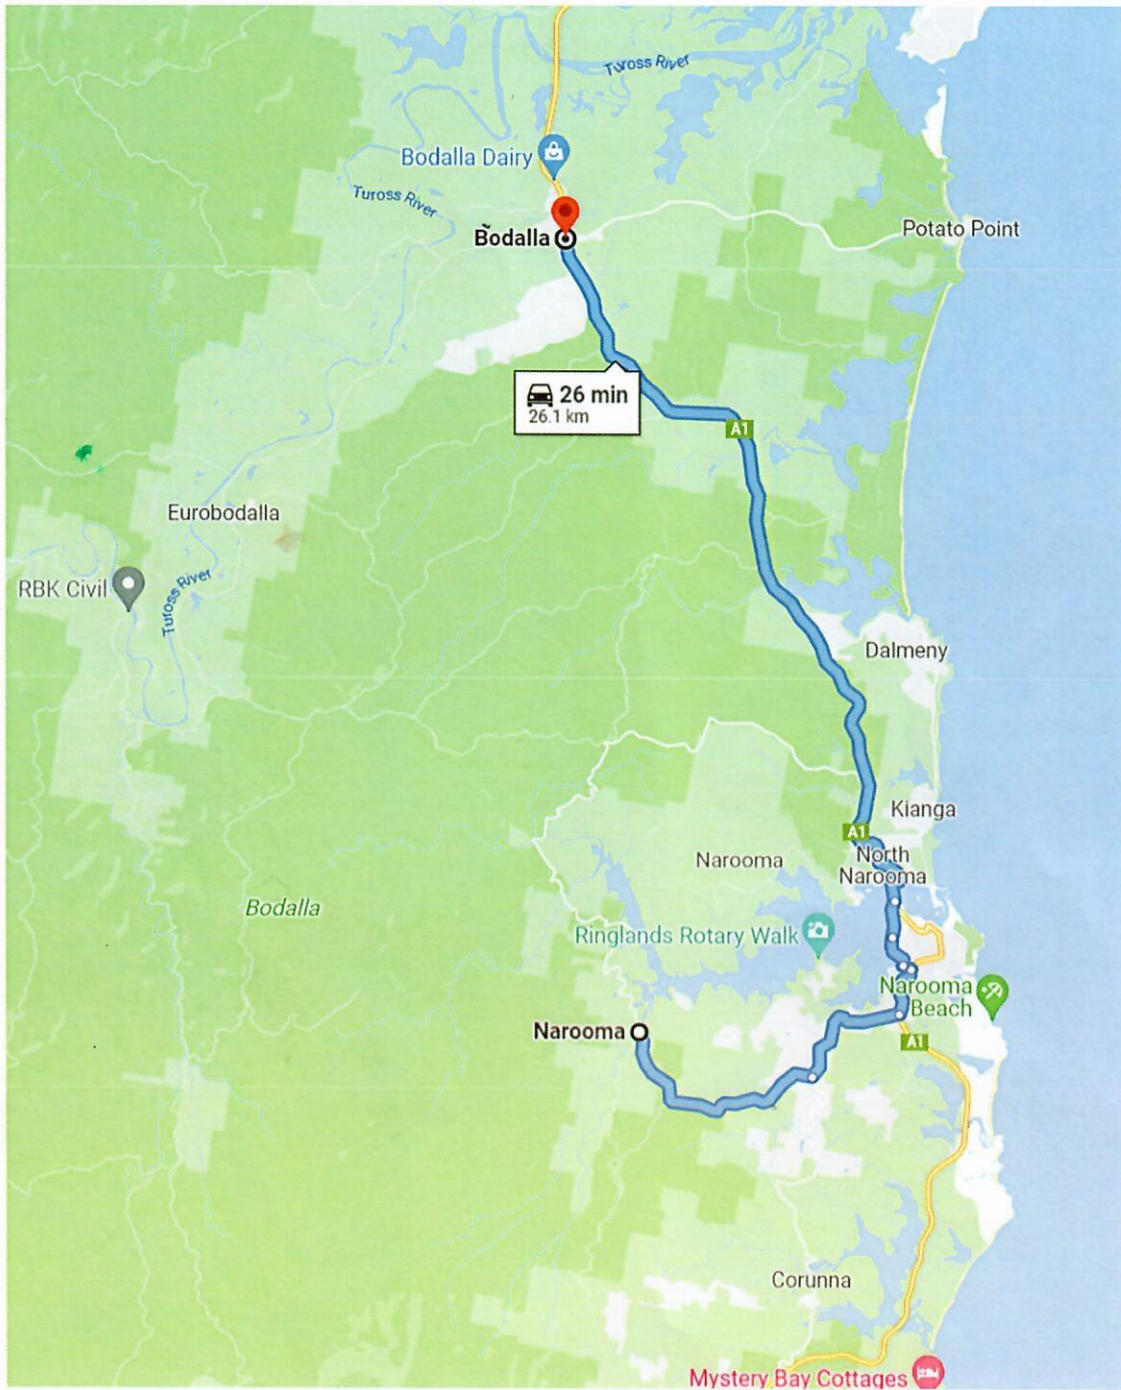 Tuross River
Bodalla Dairy
Tuross River
Bodalla
Potato Point
26 min
26.1 km
A1
Eurobodalla
RBK Civil
Tuross River
Dalmeny
Kianga
A1
North
Narooma
Narooma
Bodalla
Ringlands Rotary Walk
Narooma
Beach
Narooma
A1
Corunna
Mystery Bay Cottages